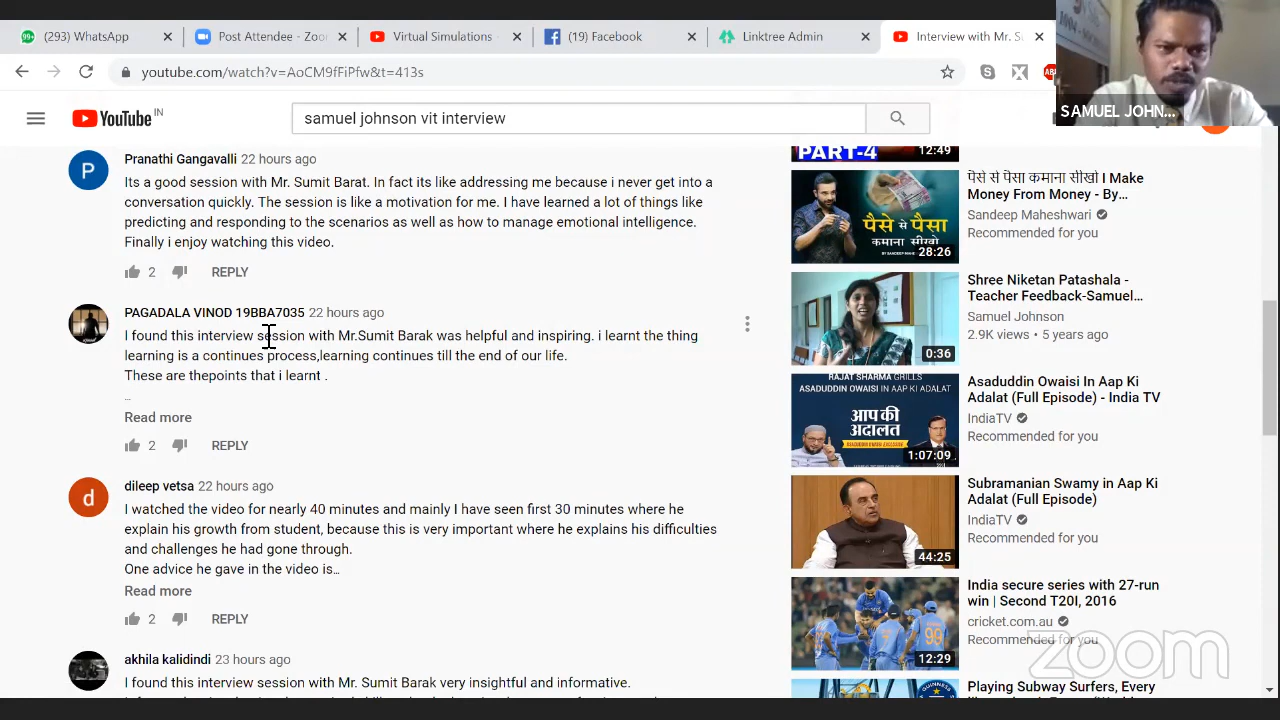 99+
(293) WhatsApp
Post Attendee - Zoo
Virtual Simulations
(19) Facebook
Linktree Admin
Interview with Mr. S
youtube.com/watch?v=AoCM9fFiPfw&t=413s
SAMUEL JOHN...
YouTube IN
samuel johnson vit interview
P
Pranathi Gangavalli 22 hours ago
Its a good session with Mr. Sumit Barat. In fact its like addressing me because i never get into a
conversation quickly. The session is like a motivation for me. I have learned a lot of things like
predicting and responding to the scenarios as well as how to manage emotional intelligence.
Finally i enjoy watching this video.
2 REPLY
PAGADALA VINOD 19BBA7035 22 hours ago
I found this interview session with Mr.Sumit Barak was helpful and inspiring. i learnt the thing
learning is a continues process,learning continues till the end of our life.
These are thepoints that i learnt .
..
Read more
2 REPLY
d
dileep vetsa 22 hours ago
I watched the video for nearly 40 minutes and mainly I have seen first 30 minutes where he
explain his growth from student, because this is very important where he explains his difficulties
and challenges he had gone through.
One advice he gave in the video is…
Read more
2 REPLY
akhila kalidindi 23 hours ago
I found this interview session with Mr. Sumit Barak very insightful and informative.
PART-4
12:49
पैसे से पैसा
कमाना सीखो
28:26
पैसे से पैसा कमाना सीखो I Make
Money From Money - By...
Sandeep Maheshwari
Recommended for you
0:36
Shree Niketan Patashala -
Teacher Feedback-Samuel...
Samuel Johnson
2.9K views • 5 years ago
RAJAT SHARMA GRILLS
ASADUDDIN OWAISI IN AAP KI ADALAT
आप की
अदालत
1:07:09
Asaduddin Owaisi In Aap Ki
Adalat (Full Episode) - India TV
IndiaTV
Recommended for you
44:25
Subramanian Swamy in Aap Ki
Adalat (Full Episode)
IndiaTV
Recommended for you
99
12:29
India secure series with 27-run
win | Second T20I, 2016
cricket.com.au
Recommended for you
Playing Subway Surfers, Every
zoom